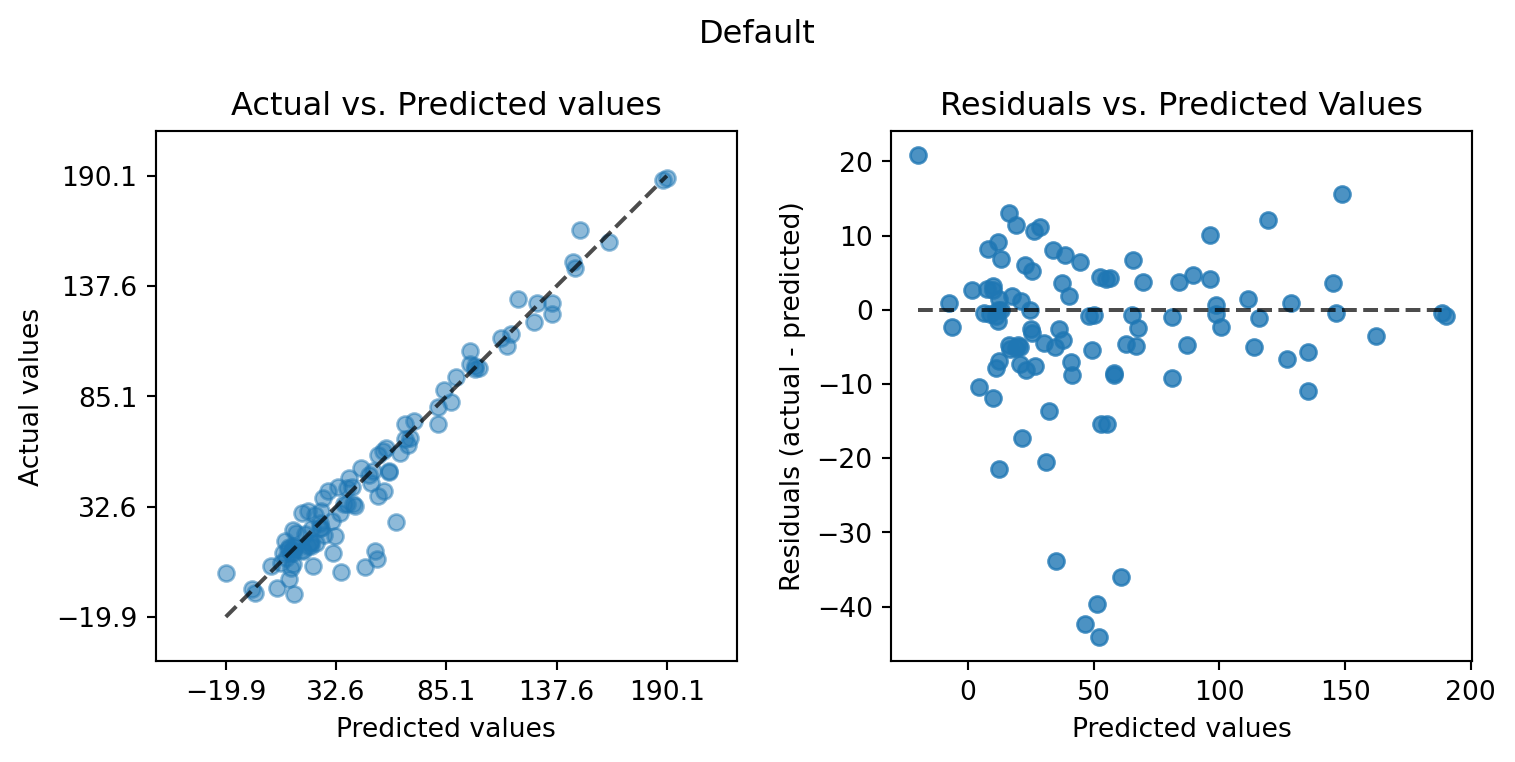 Default
Actual vs. Predicted values
190.1
137.6
85.1
32.6
−19.9
Actual values
−19.9 32.6 85.1 137.6 190.1
Predicted values
Residuals vs. Predicted Values
20
10
0
−10
−20
−30
−40
Residuals (actual - predicted)
0 50 100 150 200
Predicted values